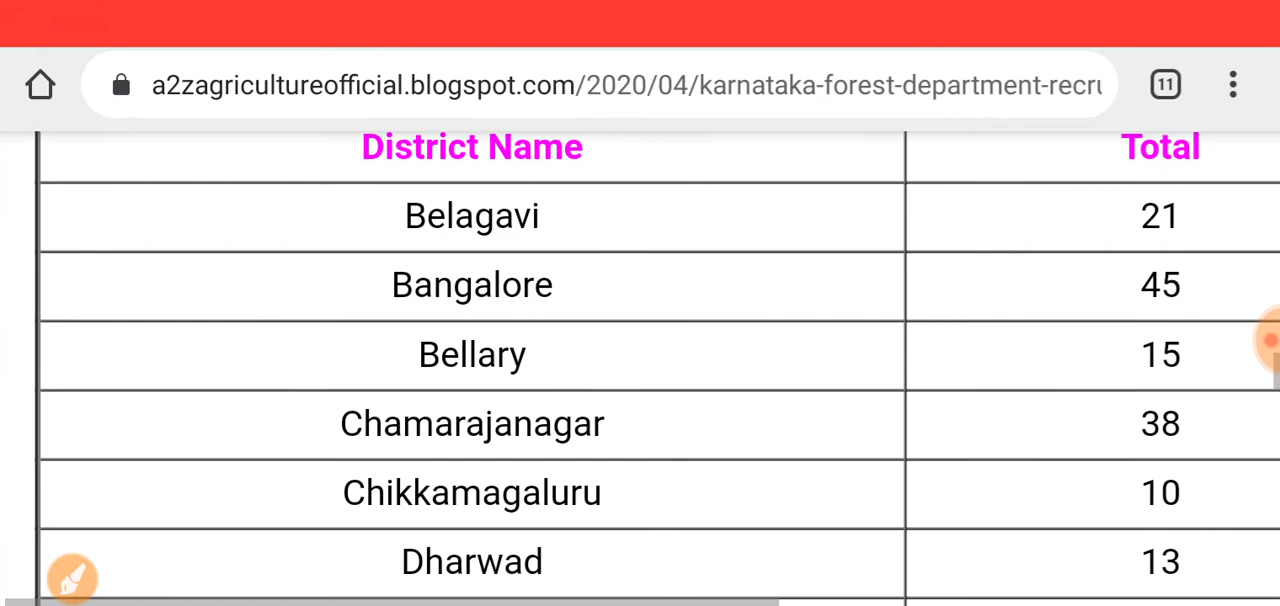 a2zagricultureofficial.blogspot.com/2020/04/karnataka-forest-department-recru
11
District Name Total
Belagavi 21
Bangalore 45
Bellary 15
Chamarajanagar 38
Chikkamagaluru 10
Dharwad 13